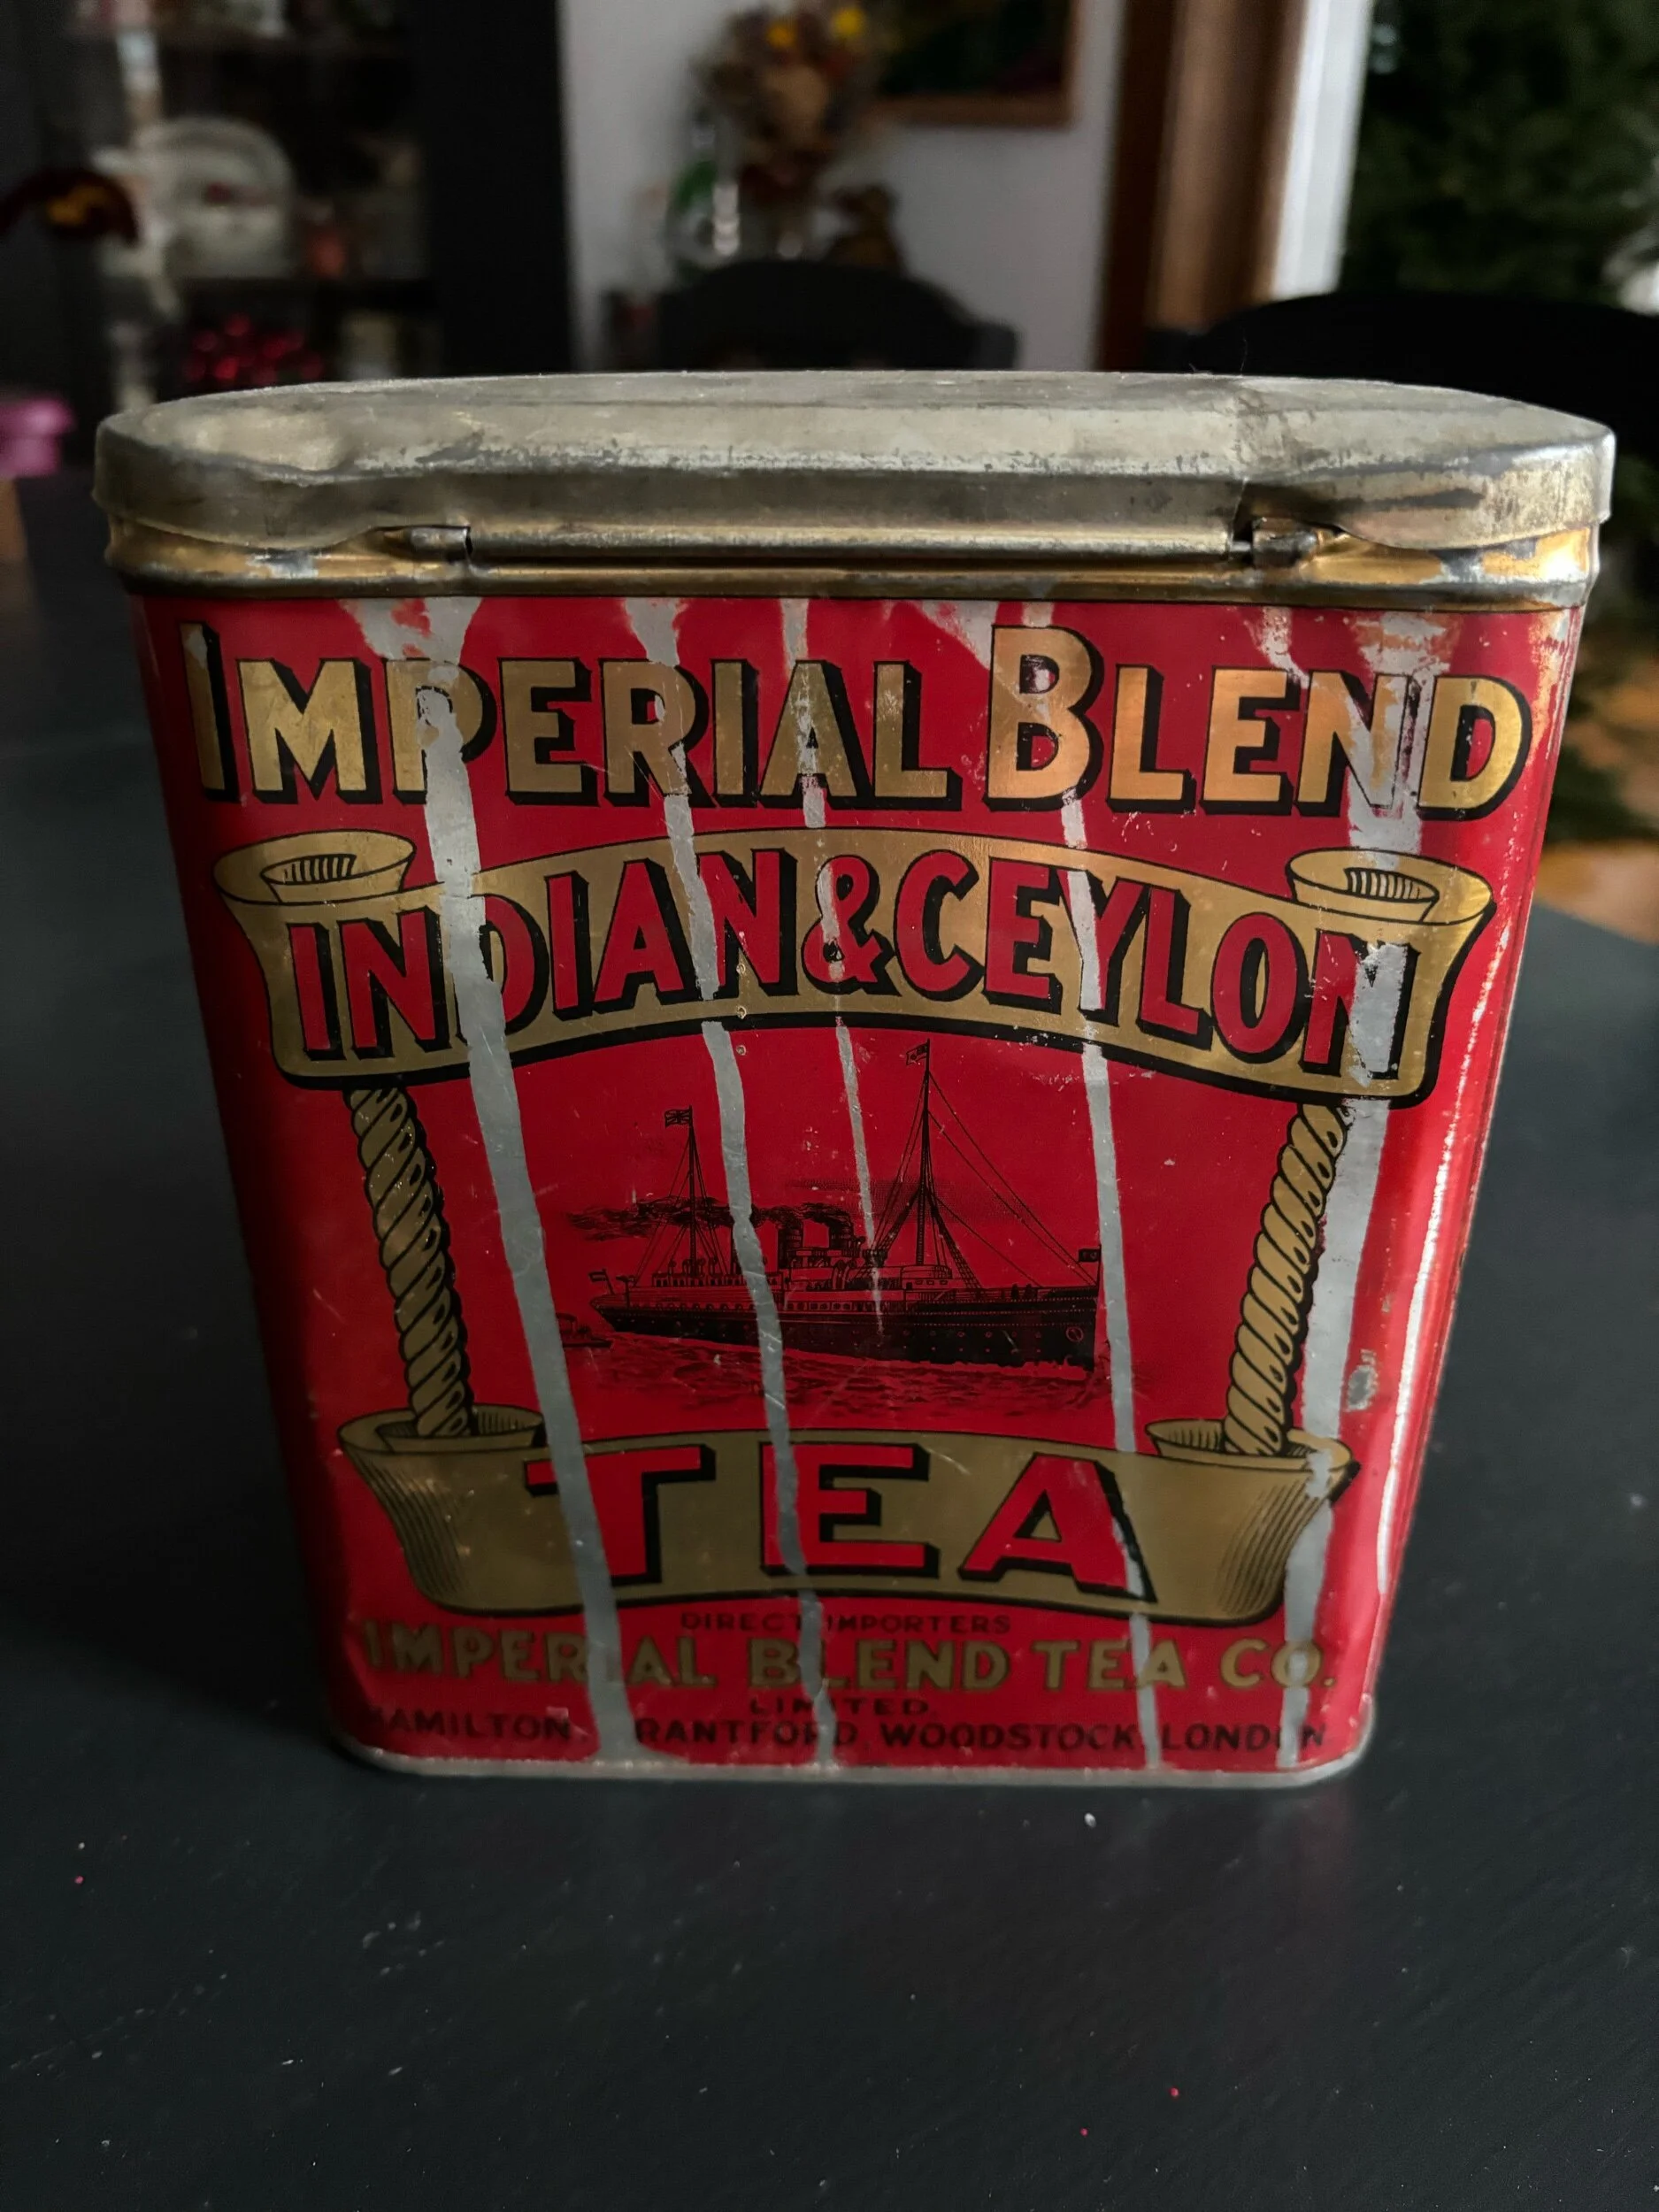 IMPERIAL BLEND
INDIAN & CEYLON
TEA
DIRECT IMPORTERS
IMPERIAL BLEND TEA CO.
LIMITED.
HAMILTON, BRANTFORD, WOODSTOCK, LONDON.